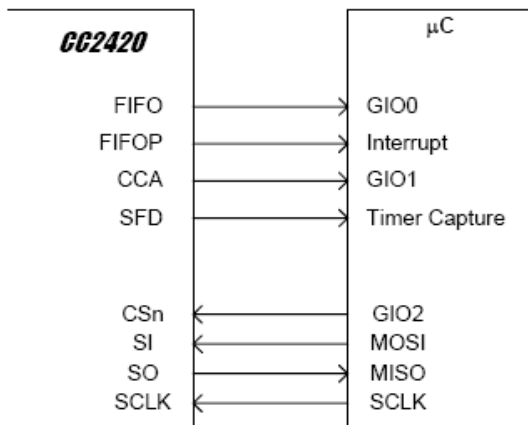 CC2420 μC
FIFO GIO0
FIFOP Interrupt
CCA GIO1
SFD Timer Capture
CSn GIO2
SI MOSI
SO MISO
SCLK SCLK